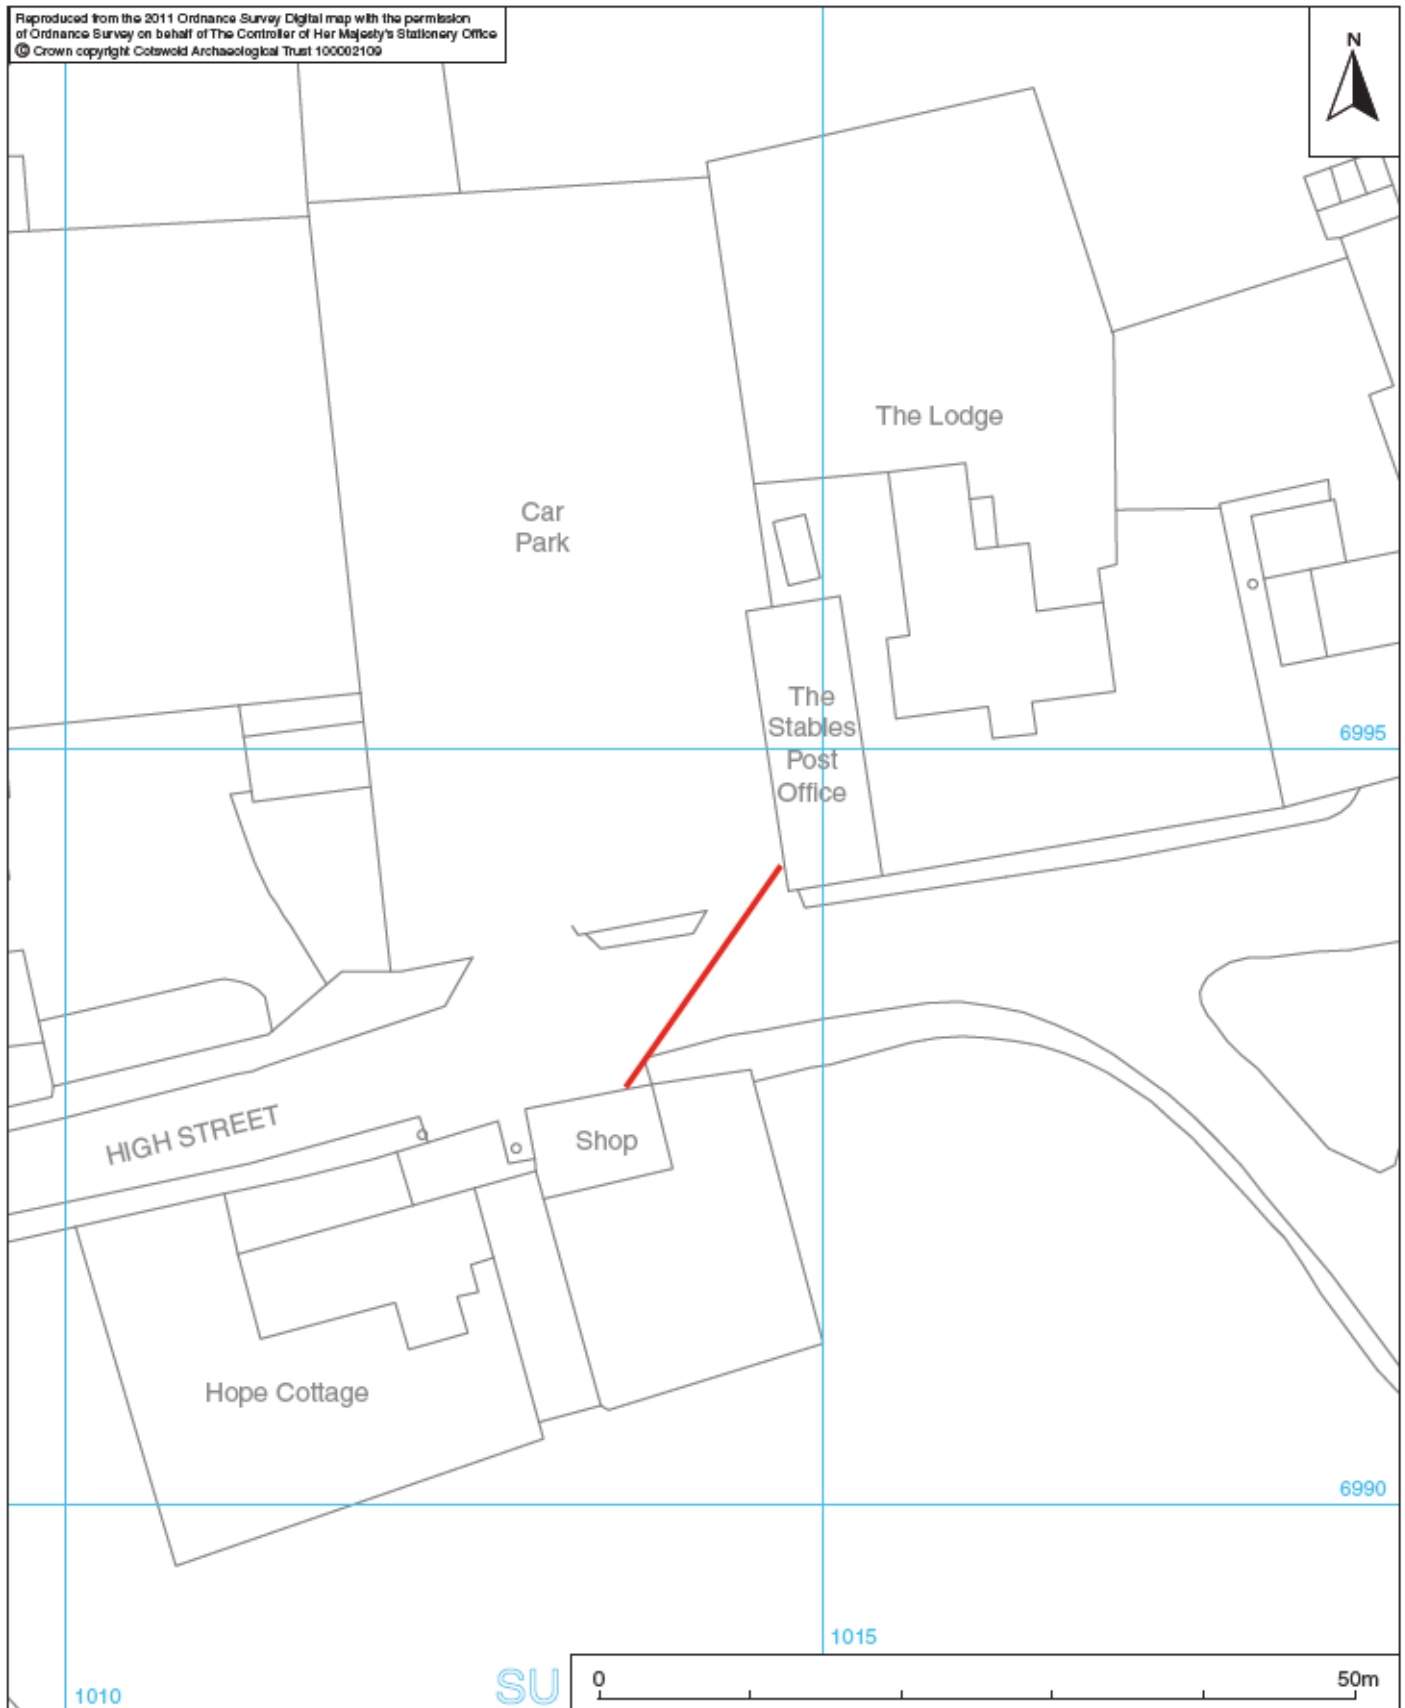 Reproduced from the 2011 Ordnance Survey Digital map with the permission
of Ordnance Survey on behalf of The Controller of Her Majesty's Stationery Office
© Crown copyright Cotswold Archaeological Trust 100002109
N
The Lodge
Car
Park
The
Stables
Post
Office
6995
HIGH STREET
Shop
Hope Cottage
6990
1015
1010
SU
0
50m